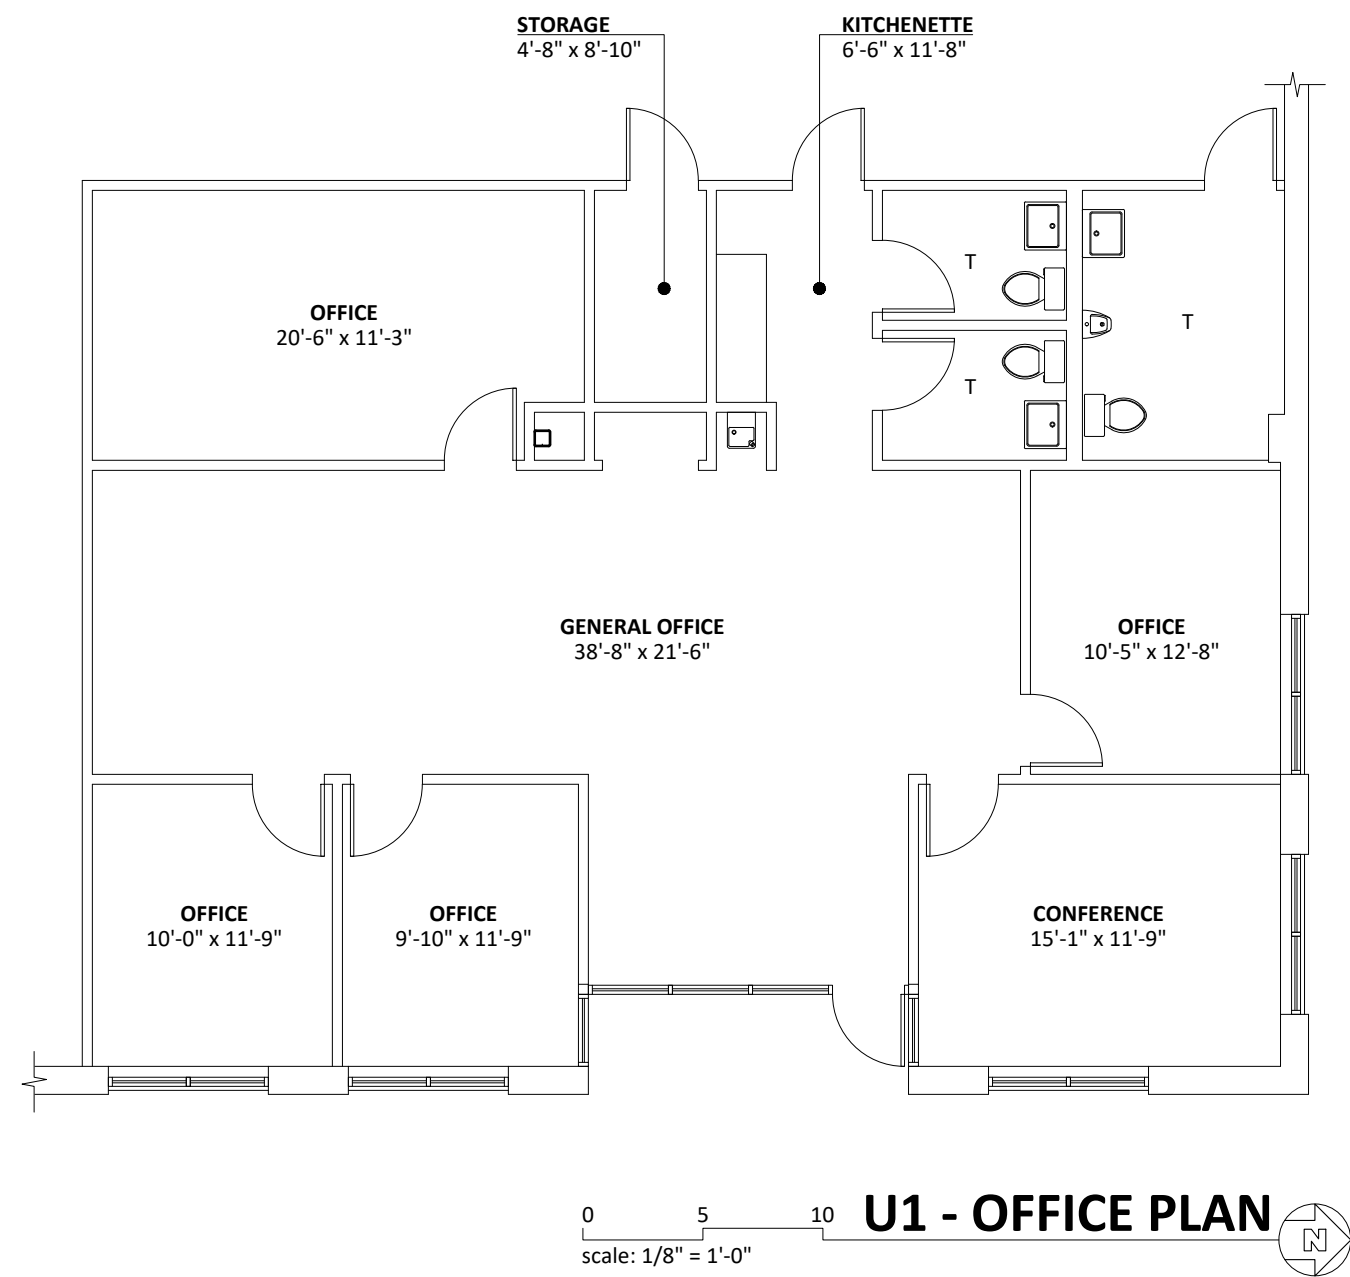 STORAGE
4'-8" x 8'-10"
KITCHENETTE
6'-6" x 11'-8"
T
OFFICE
20'-6" x 11'-3"
T
T
GENERAL OFFICE
38'-8" x 21'-6"
OFFICE
10'-5" x 12'-8"
OFFICE
10'-0" x 11'-9"
OFFICE
9'-10" x 11'-9"
CONFERENCE
15'-1" x 11'-9"
0 5 10
scale: 1/8" = 1'-0"
U1 - OFFICE PLAN
N